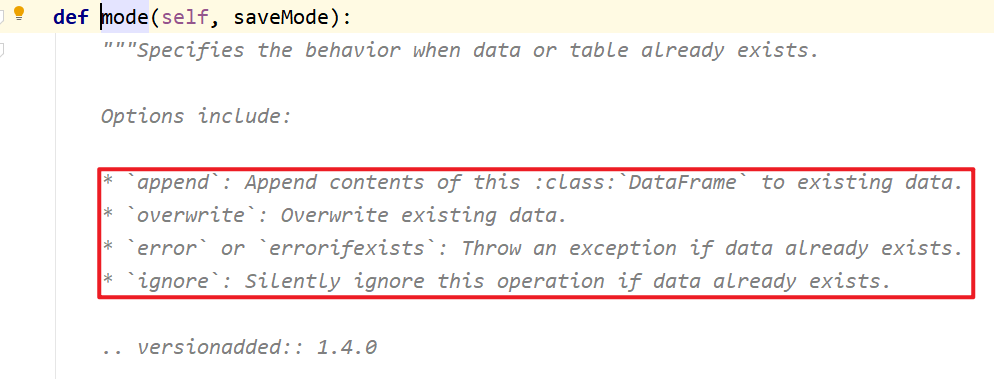 def mode(self, saveMode):
"""Specifies the behavior when data or table already exists.
Options include:
* `append`: Append contents of this :class:`DataFrame` to existing data.
* `overwrite`: Overwrite existing data.
* `error` or `errorifexists`: Throw an exception if data already exists.
* `ignore`: Silently ignore this operation if data already exists.
.. versionadded:: 1.4.0